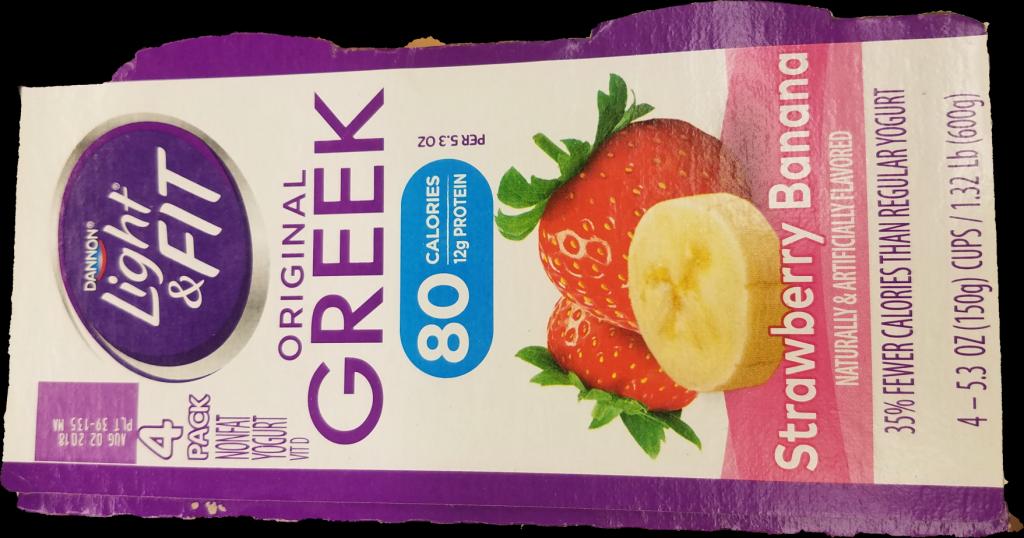 DANNON®
Light®
& FIT
ORIGINAL
GREEK
80 CALORIES
12g PROTEIN
PER 5.3 OZ
4
PACK
NONFAT
YOGURT
VIT D
AUG 02 2018
PLT 39-135 MA
Strawberry Banana
NATURALLY & ARTIFICIALLY FLAVORED
35% FEWER CALORIES THAN REGULAR YOGURT
4 – 5.3 OZ (150g) CUPS / 1.32 Lb (600g)